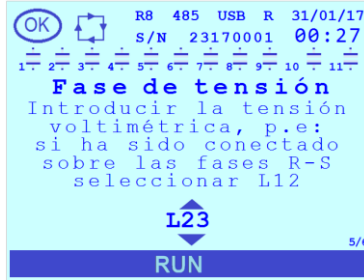 OK R8 485 USB R 31/01/17
S/N 23170001 00:27
1 2 3 4 5 6 7 8 9 10 11
Fase de tensión
Introducir la tensión
voltimétrica, p.e:
si ha sido conectado
sobre las fases R-S
seleccionar L12
L23
5/6
RUN